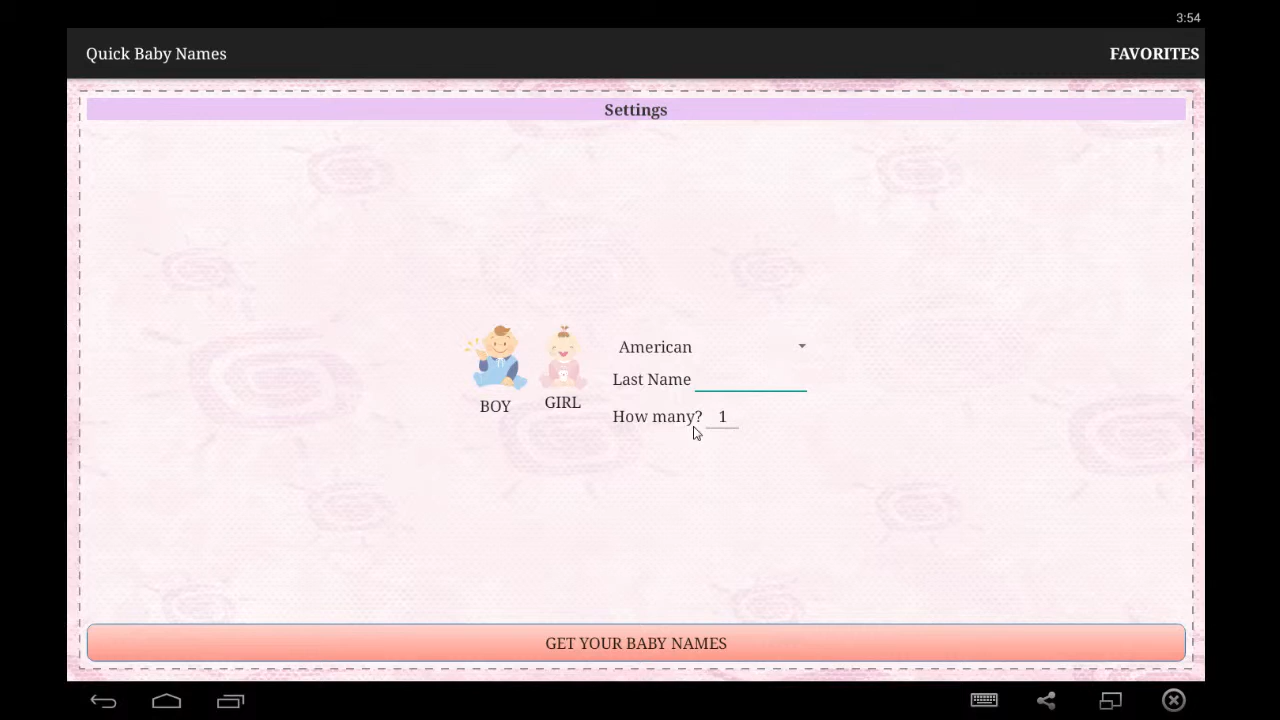 3:54
Quick Baby Names
FAVORITES
Settings
American
Last Name
How many? 1
BOY
GIRL
GET YOUR BABY NAMES